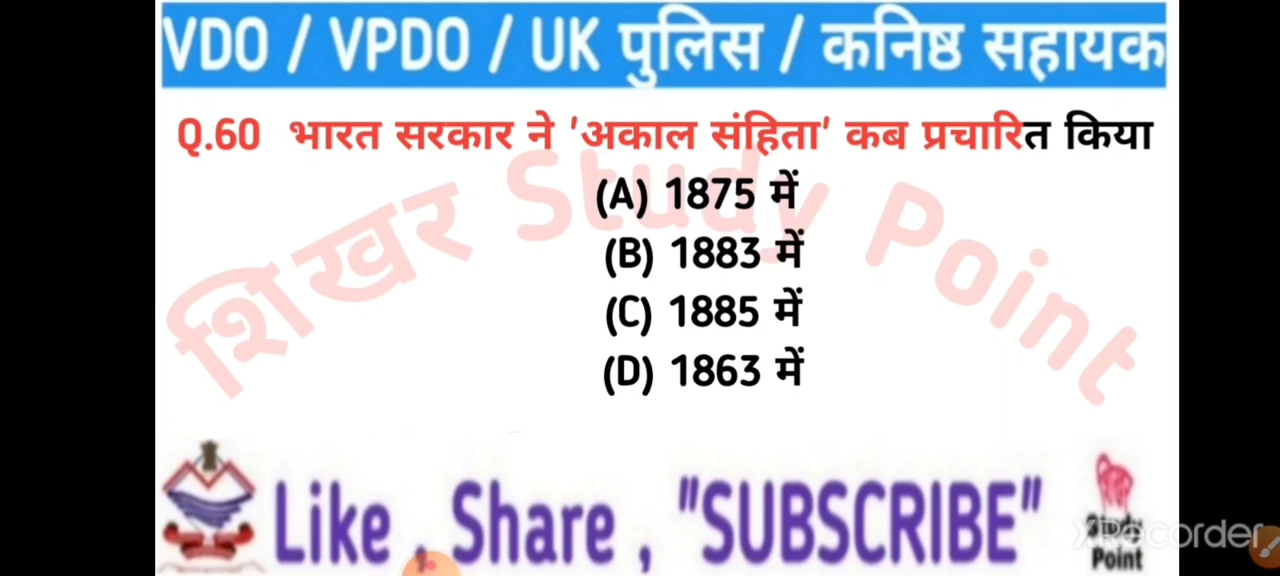 VDO / VPDO / UK पुलिस / कनिष्ठ सहायक
Q.60 भारत सरकार ने 'अकाल संहिता' कब प्रचारित किया
(A) 1875 में
(B) 1883 में
(C) 1885 में
(D) 1863 में
शिखर Study Point
Like , Share , "SUBSCRIBE"
Study Point
XRecorder